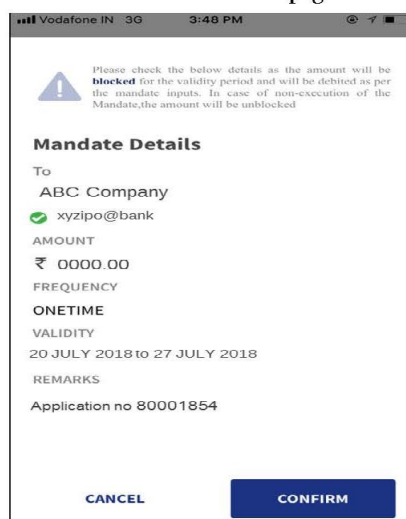 Vodafone IN 3G 3:48 PM
Please check the below details as the amount will be
blocked for the validity period and will be debited as per
the mandate inputs. In case of non-execution of the
Mandate,the amount will be unblocked
Mandate Details
To
ABC Company
xyzipo@bank
AMOUNT
₹ 0000.00
FREQUENCY
ONETIME
VALIDITY
20 JULY 2018 to 27 JULY 2018
REMARKS
Application no 80001854
CANCEL CONFIRM